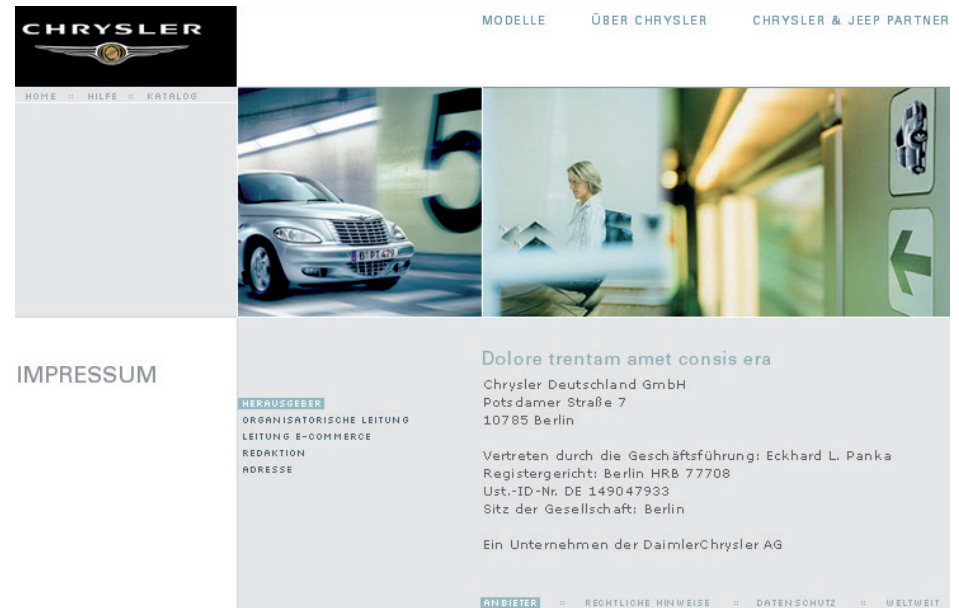 CHRYSLER
MODELLE ÜBER CHRYSLER CHRYSLER & JEEP PARTNER
HOME :: HILFE :: KATALOG
5
B PT 479
IMPRESSUM
HERAUSGEBER
ORGANISATORISCHE LEITUNG
LEITUNG E-COMMERCE
REDAKTION
ADRESSE
Dolore trentam amet consis era
Chrysler Deutschland GmbH
Potsdamer Straße 7
10785 Berlin
Vertreten durch die Geschäftsführung: Eckhard L. Panka
Registergericht: Berlin HRB 77708
Ust.-ID-Nr. DE 149047933
Sitz der Gesellschaft: Berlin
Ein Unternehmen der DaimlerChrysler AG
ANBIETER :: RECHTLICHE HINWEISE :: DATENSCHUTZ :: WELTWEIT